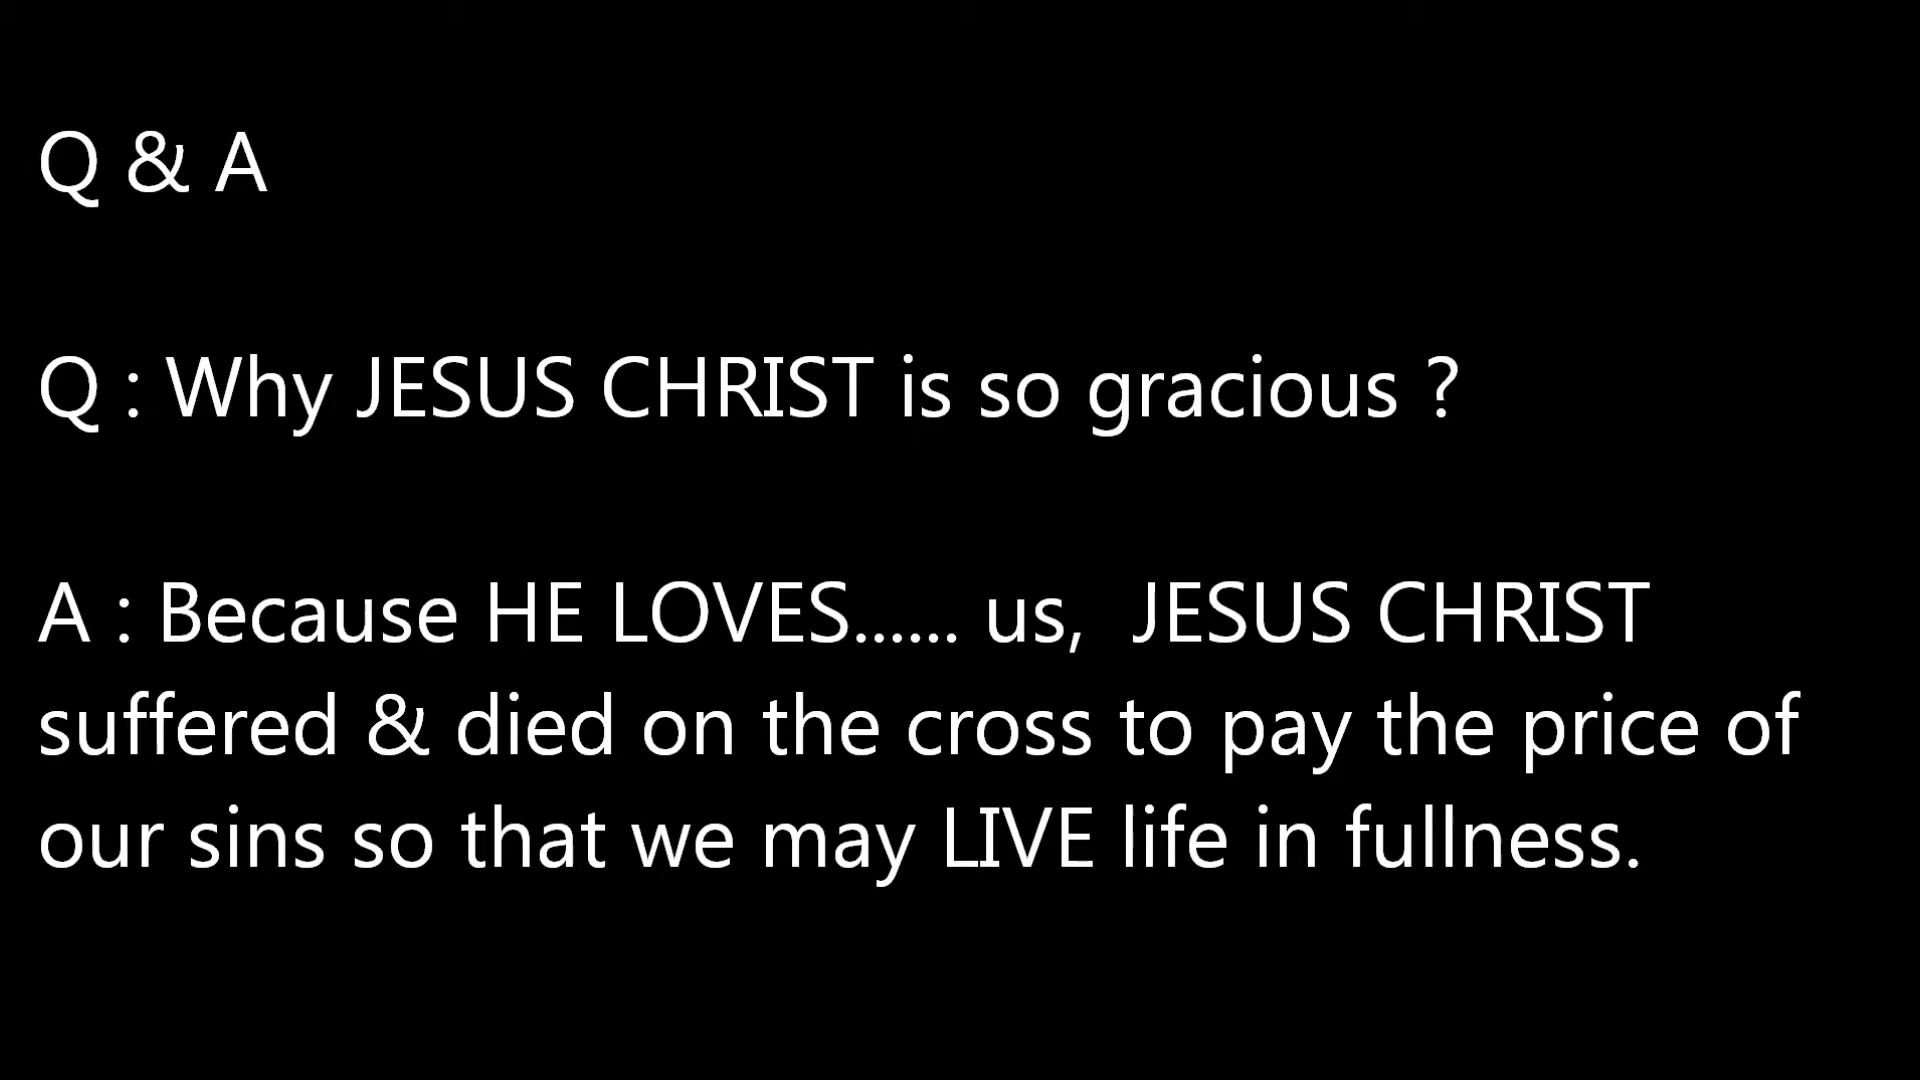 Q & A
Q : Why JESUS CHRIST is so gracious ?
A : Because HE LOVES...... us,  JESUS CHRIST
suffered & died on the cross to pay the price of
our sins so that we may LIVE life in fullness.